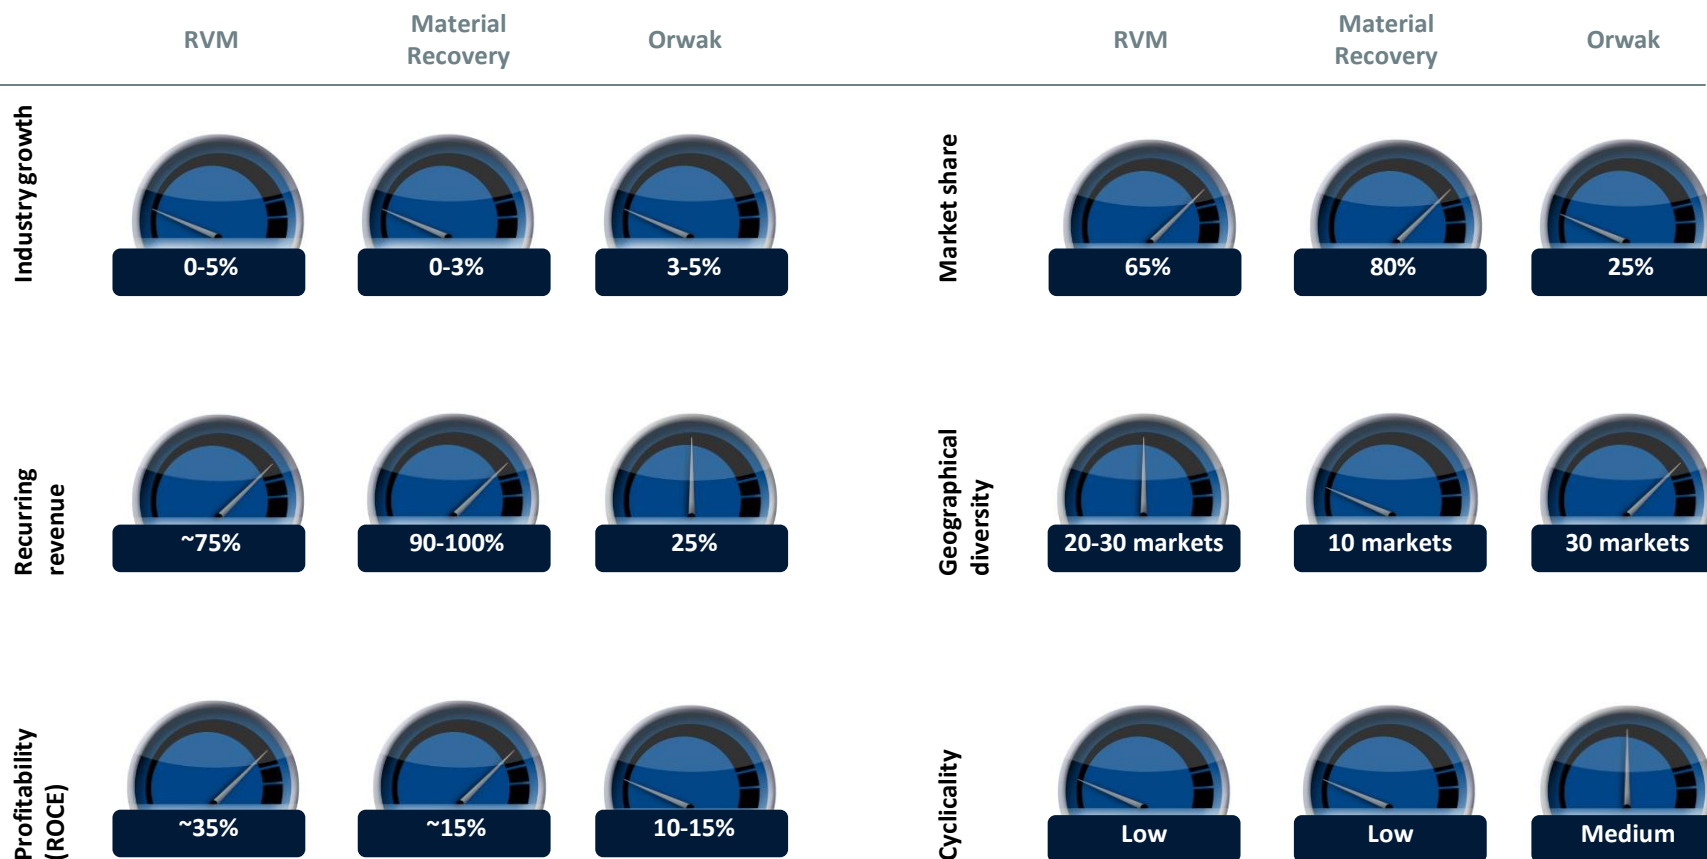 RVM
Material
Recovery
Orwak
RVM
Material
Recovery
Orwak
Industry growth
0-5%
0-3%
3-5%
Market share
65%
80%
25%
Recurring
revenue
~75%
90-100%
25%
Geographical
diversity
20-30 markets
10 markets
30 markets
Profitability
(ROCE)
~35%
~15%
10-15%
Cyclicality
Low
Low
Medium